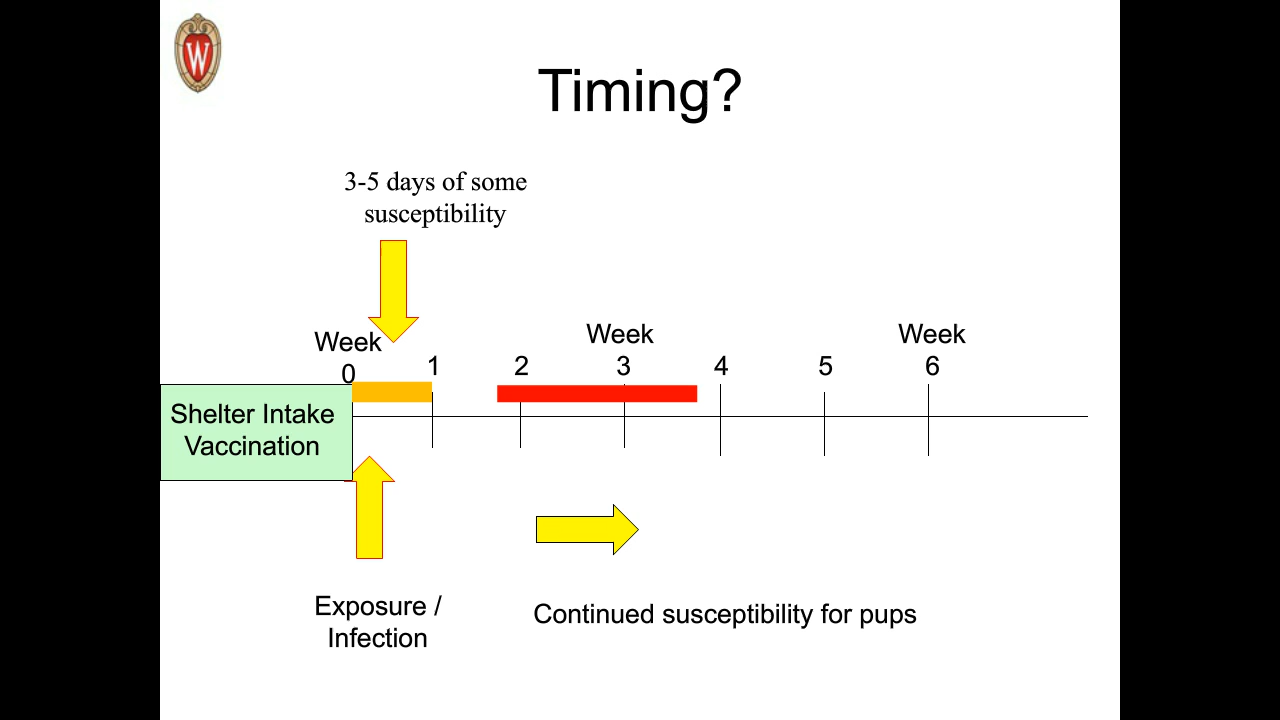 W
Timing?
3-5 days of some
susceptibility
Week
0
1
2
Week
3
4
5
Week
6
Shelter Intake
Vaccination
Exposure /
Infection
Continued susceptibility for pups